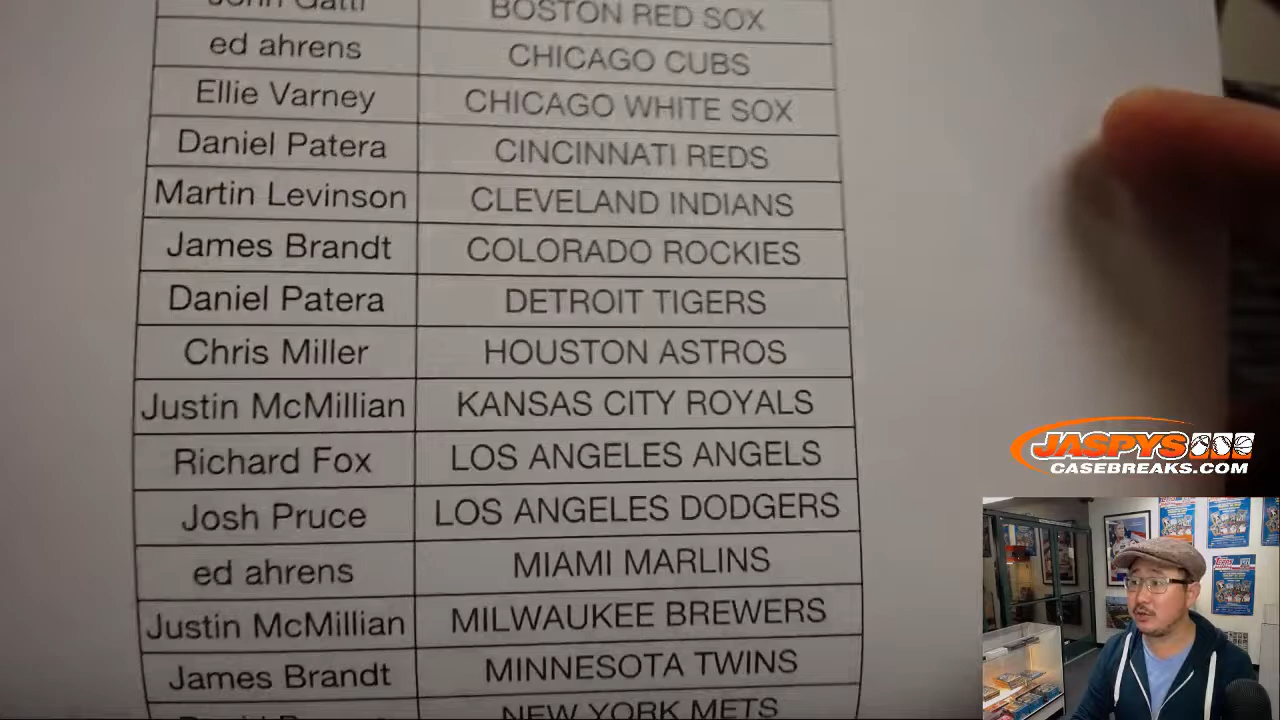 John Gatti BOSTON RED SOX
ed ahrens CHICAGO CUBS
Ellie Varney CHICAGO WHITE SOX
Daniel Patera CINCINNATI REDS
Martin Levinson CLEVELAND INDIANS
James Brandt COLORADO ROCKIES
Daniel Patera DETROIT TIGERS
Chris Miller HOUSTON ASTROS
Justin McMillian KANSAS CITY ROYALS
Richard Fox LOS ANGELES ANGELS
Josh Pruce LOS ANGELES DODGERS
ed ahrens MIAMI MARLINS
Justin McMillian MILWAUKEE BREWERS
James Brandt MINNESOTA TWINS
NEW YORK METS
JASPYS
CASEBREAKS.COM